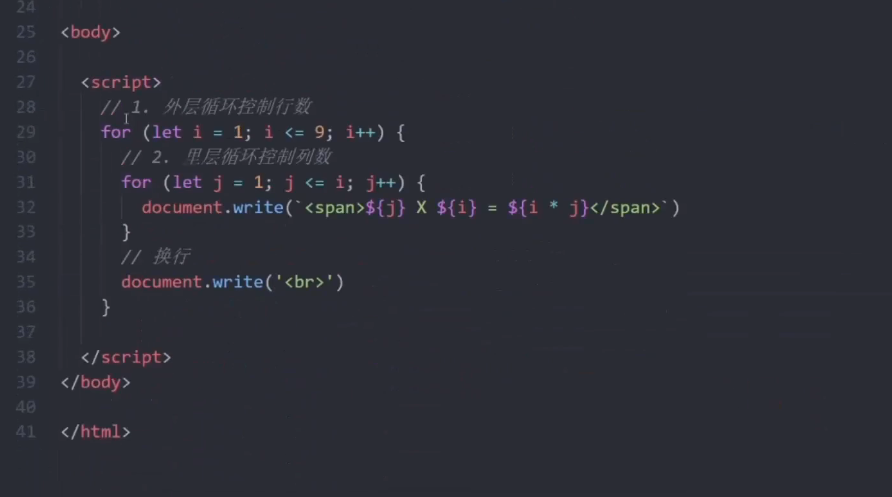 24
25 <body>
26
27 <script>
28 // 1. 外层循环控制行数
29 for (let i = 1; i <= 9; i++) {
30 // 2. 里层循环控制列数
31 for (let j = 1; j <= i; j++) {
32 document.write(`<span>${j} X ${i} = ${i * j}</span>`)
33 }
34 // 换行
35 document.write('<br>')
36 }
37
38 </script>
39 </body>
40
41 </html>